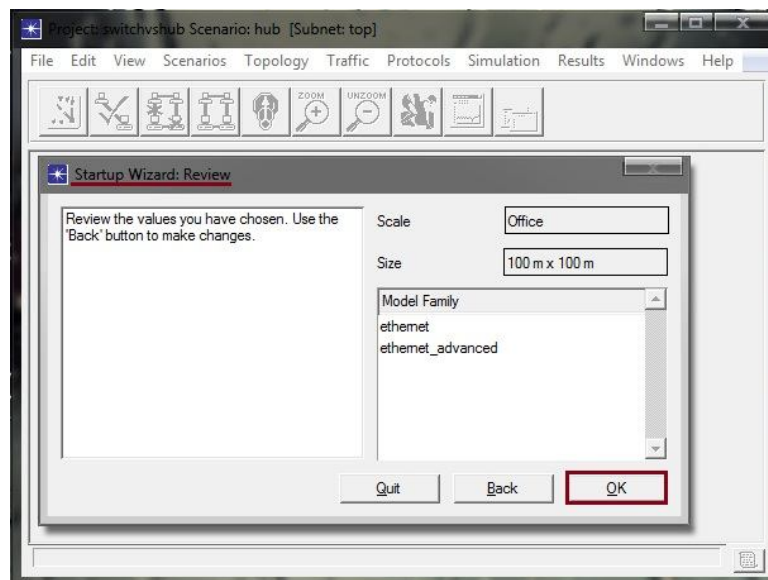 Project: switchvshub Scenario: hub [Subnet: top]
File Edit View Scenarios Topology Traffic Protocols Simulation Results Windows Help
ZOOM UNZOOM
Startup Wizard: Review
Review the values you have chosen. Use the
'Back' button to make changes.
Scale Office
Size 100 m x 100 m
Model Family
ethernet
ethernet_advanced
Quit Back OK